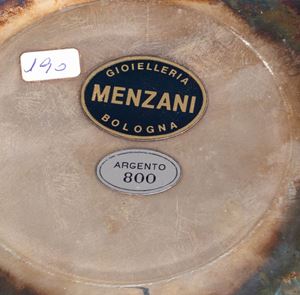 190
GIOIELLERIA
MENZANI
BOLOGNA
ARGENTO
800